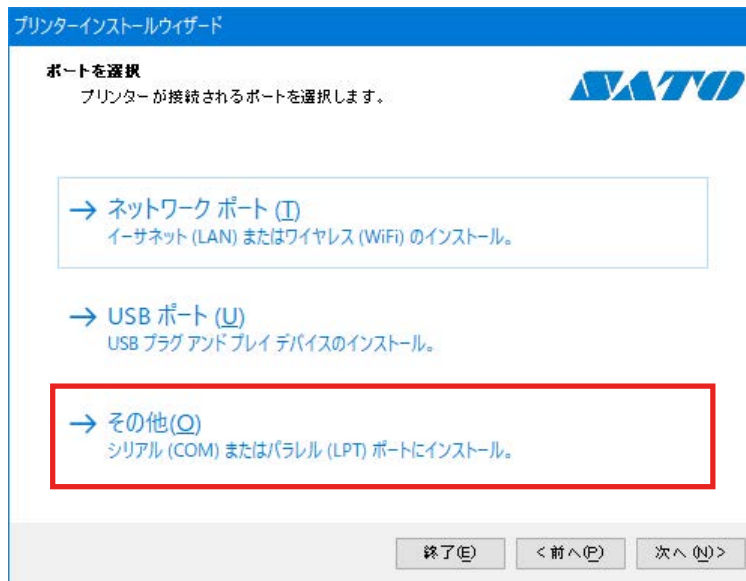 プリンターインストールウィザード
ポートを選択
プリンターが接続されるポートを選択します。
SATO
→ ネットワーク ポート (T)
イーサネット (LAN) またはワイヤレス (WiFi) のインストール。
→ USB ポート (U)
USB プラグ アンド プレイ デバイスのインストール。
→ その他(O)
シリアル (COM) またはパラレル (LPT) ポートにインストール。
終了(E) <前へ(P) 次へ (N)>